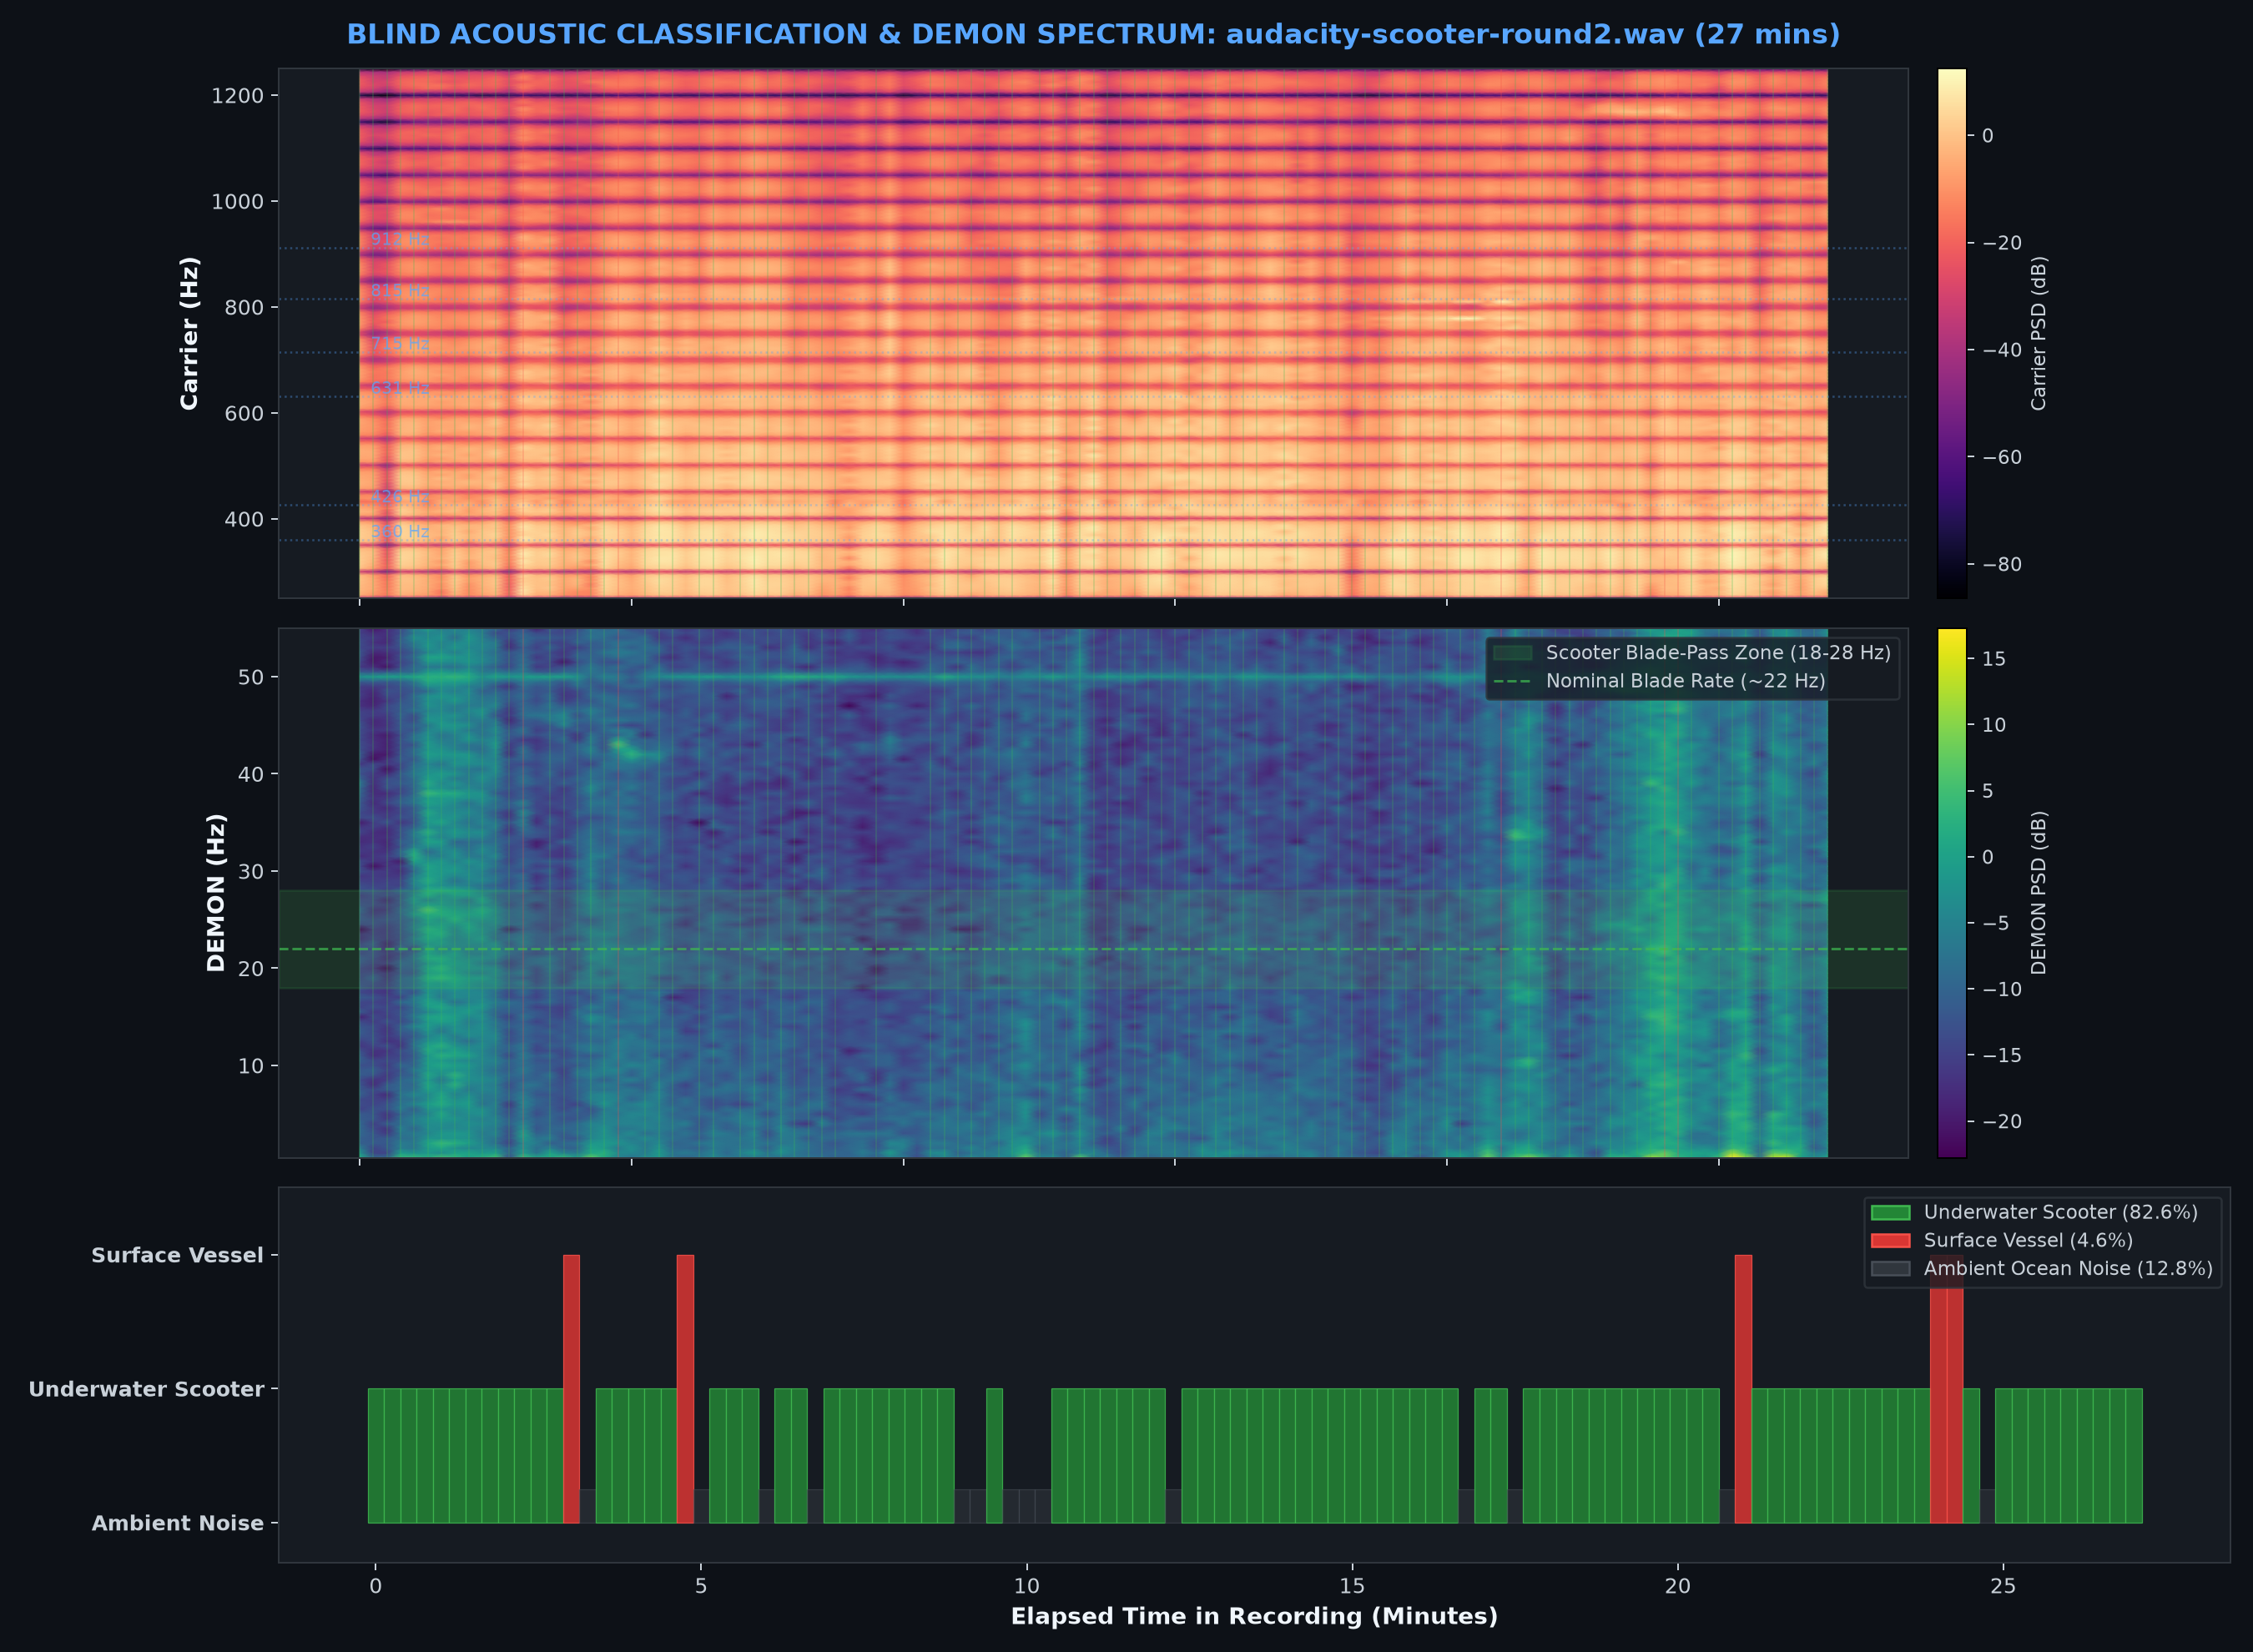 BLIND ACOUSTIC CLASSIFICATION & DEMON SPECTRUM: audacity-scooter-round2.wav (27 mins)
Carrier (Hz)
1200
1000
800
600
400
912 Hz
815 Hz
715 Hz
631 Hz
426 Hz
360 Hz
Carrier PSD (dB)
0
−20
−40
−60
−80
DEMON (Hz)
50
40
30
20
10
Scooter Blade-Pass Zone (18-28 Hz)
Nominal Blade Rate (~22 Hz)
DEMON PSD (dB)
15
10
5
0
−5
−10
−15
−20
Surface Vessel
Underwater Scooter
Ambient Noise
Underwater Scooter (82.6%)
Surface Vessel (4.6%)
Ambient Ocean Noise (12.8%)
0 5 10 15 20 25
Elapsed Time in Recording (Minutes)